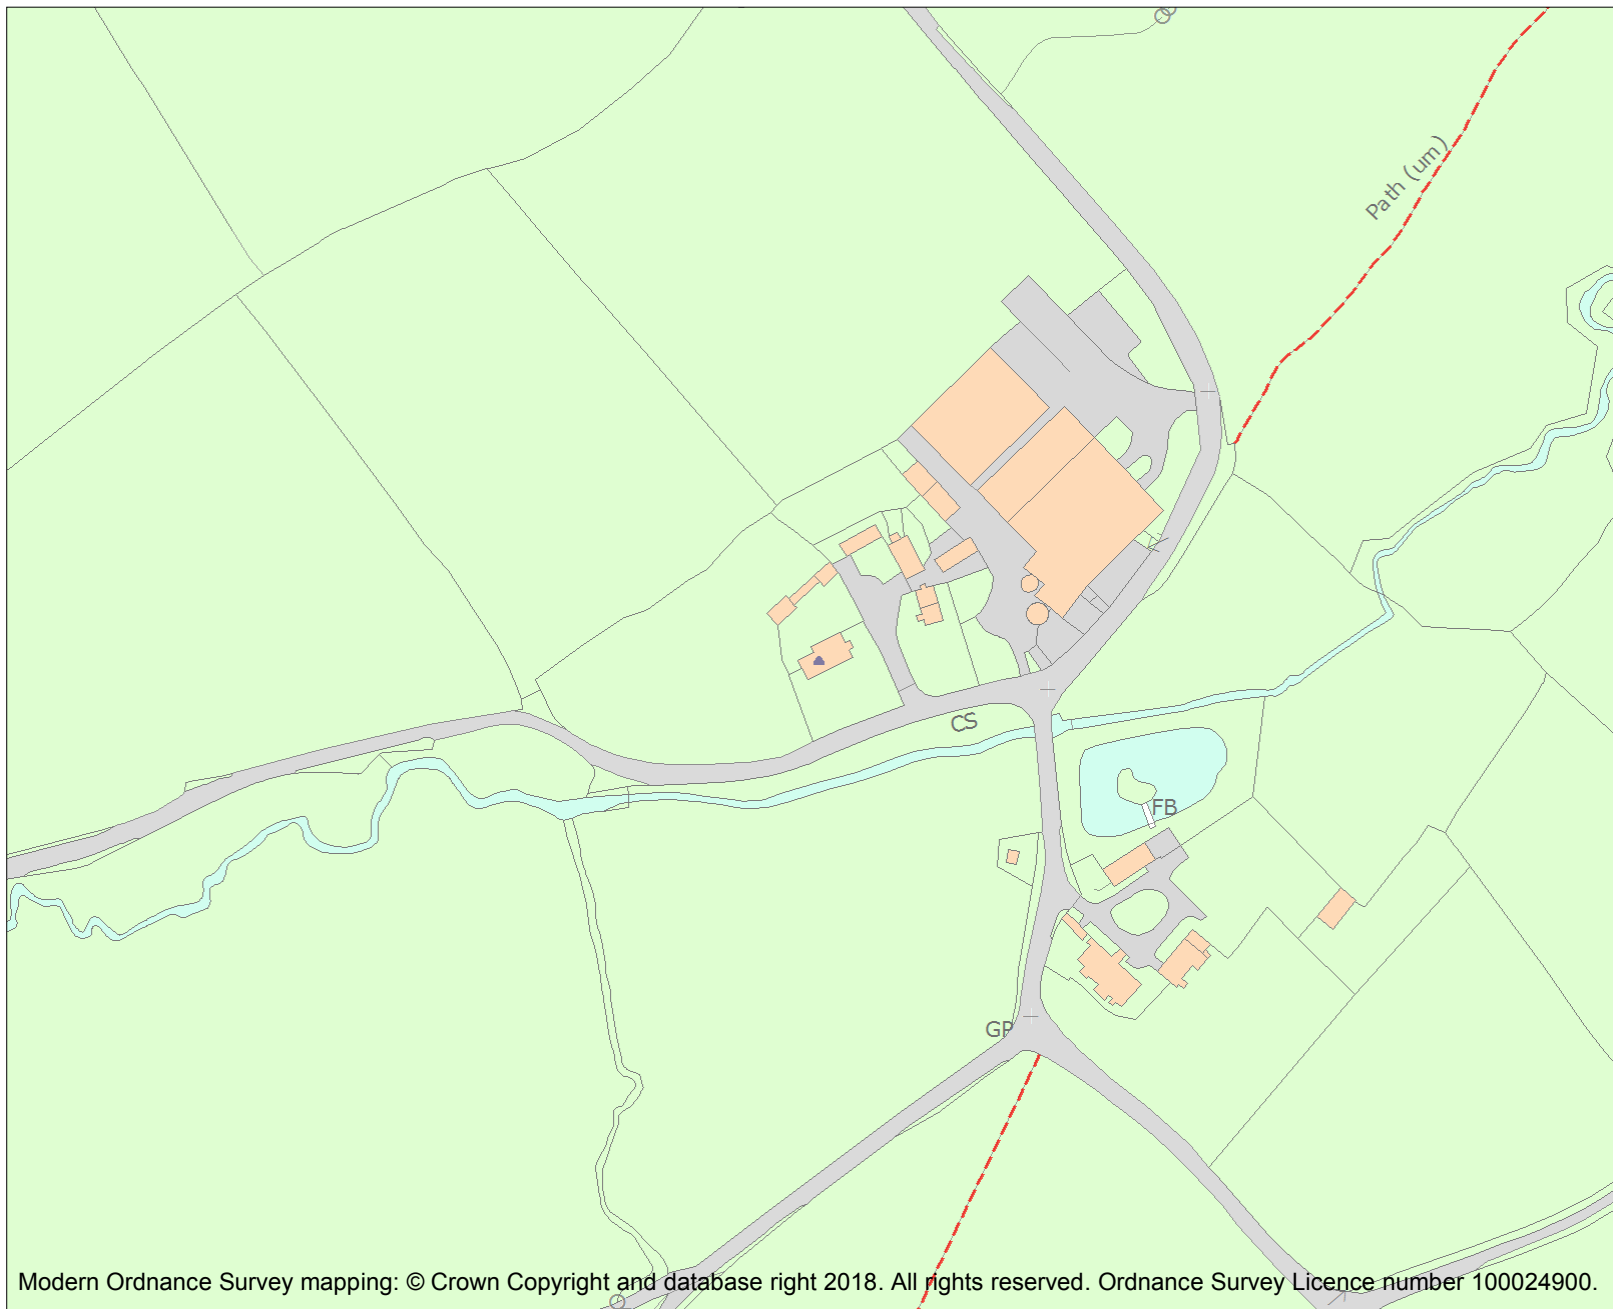 Path (um)
CS
FB
GP
Modern Ordnance Survey mapping: © Crown Copyright and database right 2018. All rights reserved. Ordnance Survey Licence number 100024900.